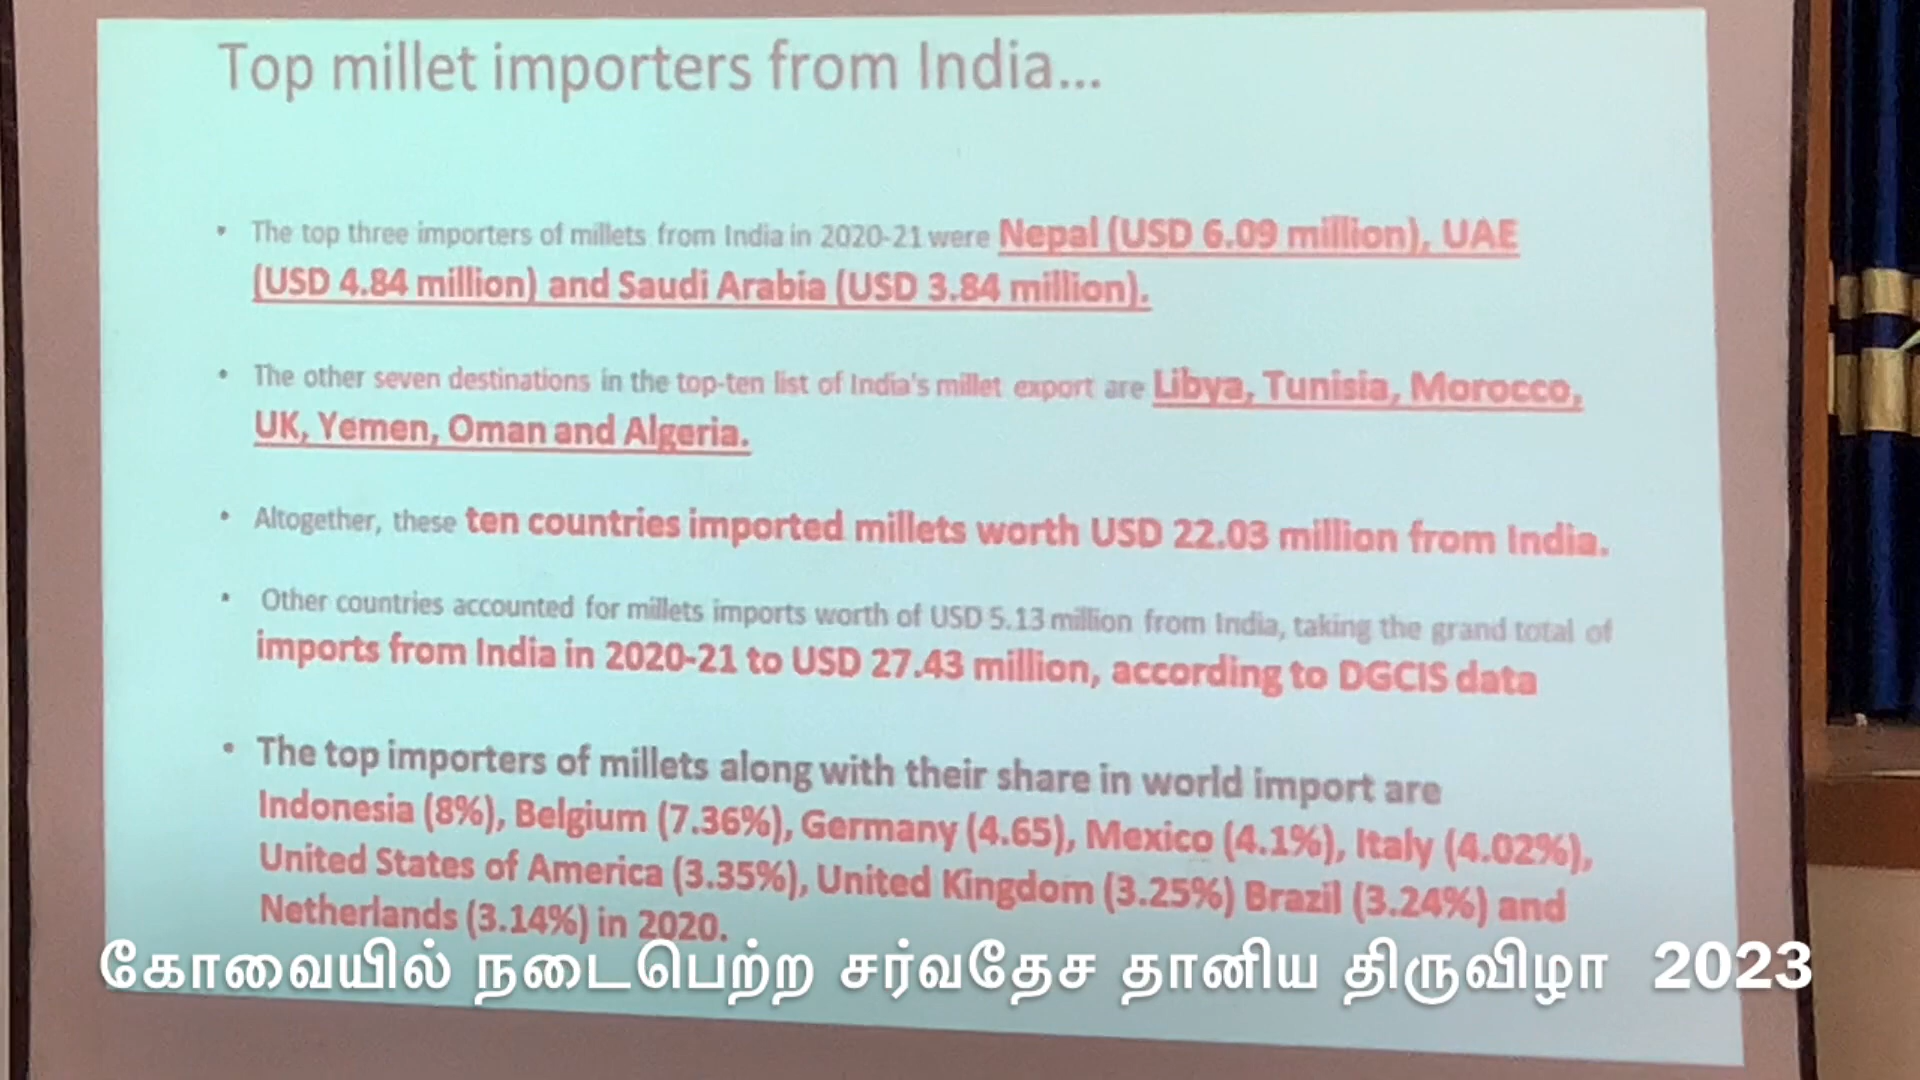 Top millet importers from India...
• The top three importers of millets from India in 2020-21 were Nepal (USD 6.09 million), UAE
(USD 4.84 million) and Saudi Arabia (USD 3.84 million).
• The other seven destinations in the top-ten list of India's millet export are Libya, Tunisia, Morocco,
UK, Yemen, Oman and Algeria.
• Altogether, these ten countries imported millets worth USD 22.03 million from India.
• Other countries accounted for millets imports worth of USD 5.13 million from India, taking the grand total of
imports from India in 2020-21 to USD 27.43 million, according to DGCIS data
• The top importers of millets along with their share in world import are
Indonesia (8%), Belgium (7.36%), Germany (4.65), Mexico (4.1%), Italy (4.02%),
United States of America (3.35%), United Kingdom (3.25%) Brazil (3.24%) and
Netherlands (3.14%) in 2020.
கோவையில் நடைபெற்ற சர்வதேச தானிய திருவிழா 2023